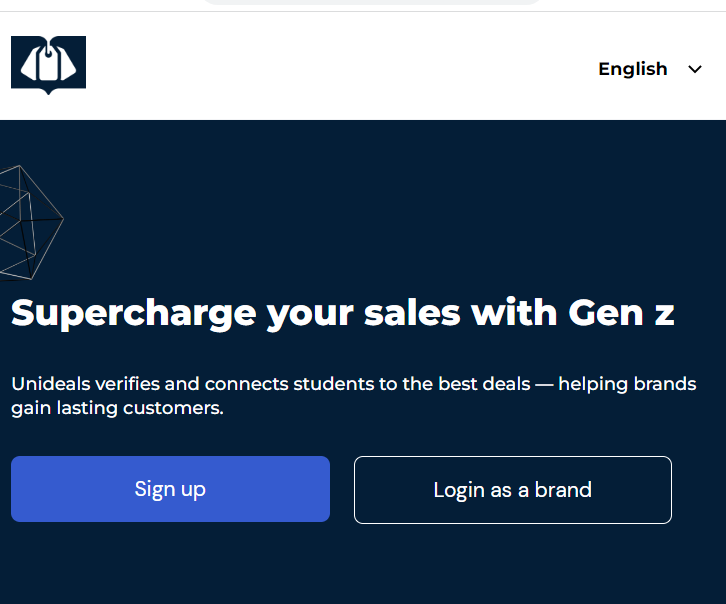 English
Supercharge your sales with Gen z
Unideals verifies and connects students to the best deals — helping brands
gain lasting customers.
Sign up
Login as a brand